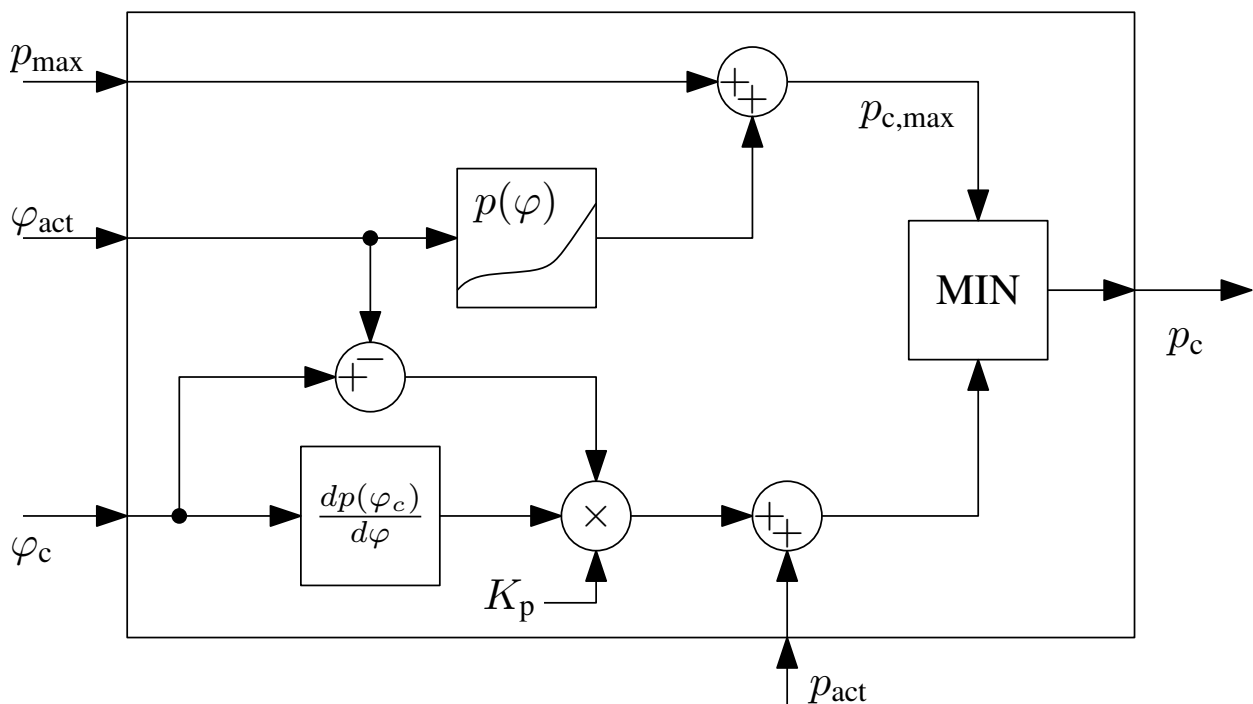 p_max
p_c,max
φ_act
p(φ)
MIN
p_c
dp(φ_c)
dφ
×
φ_c
K_p
p_act